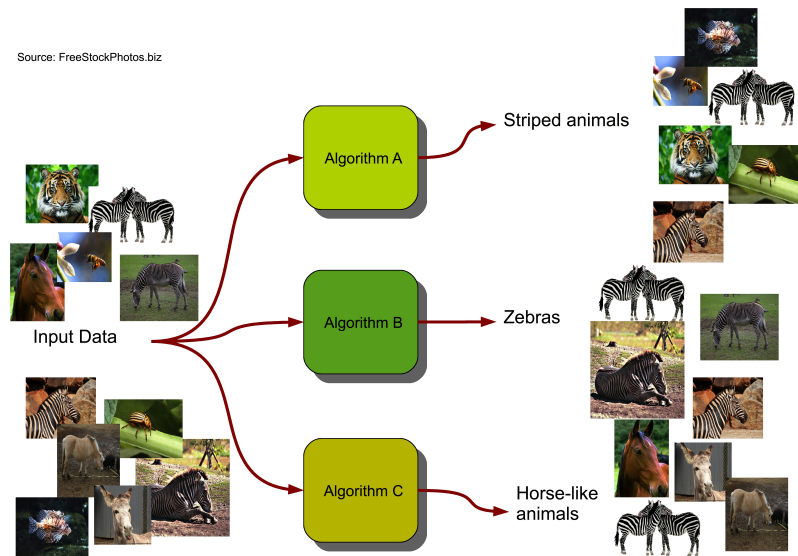 Source: FreeStockPhotos.biz
Algorithm A
Striped animals
Input Data
Algorithm B
Zebras
Algorithm C
Horse-like
animals